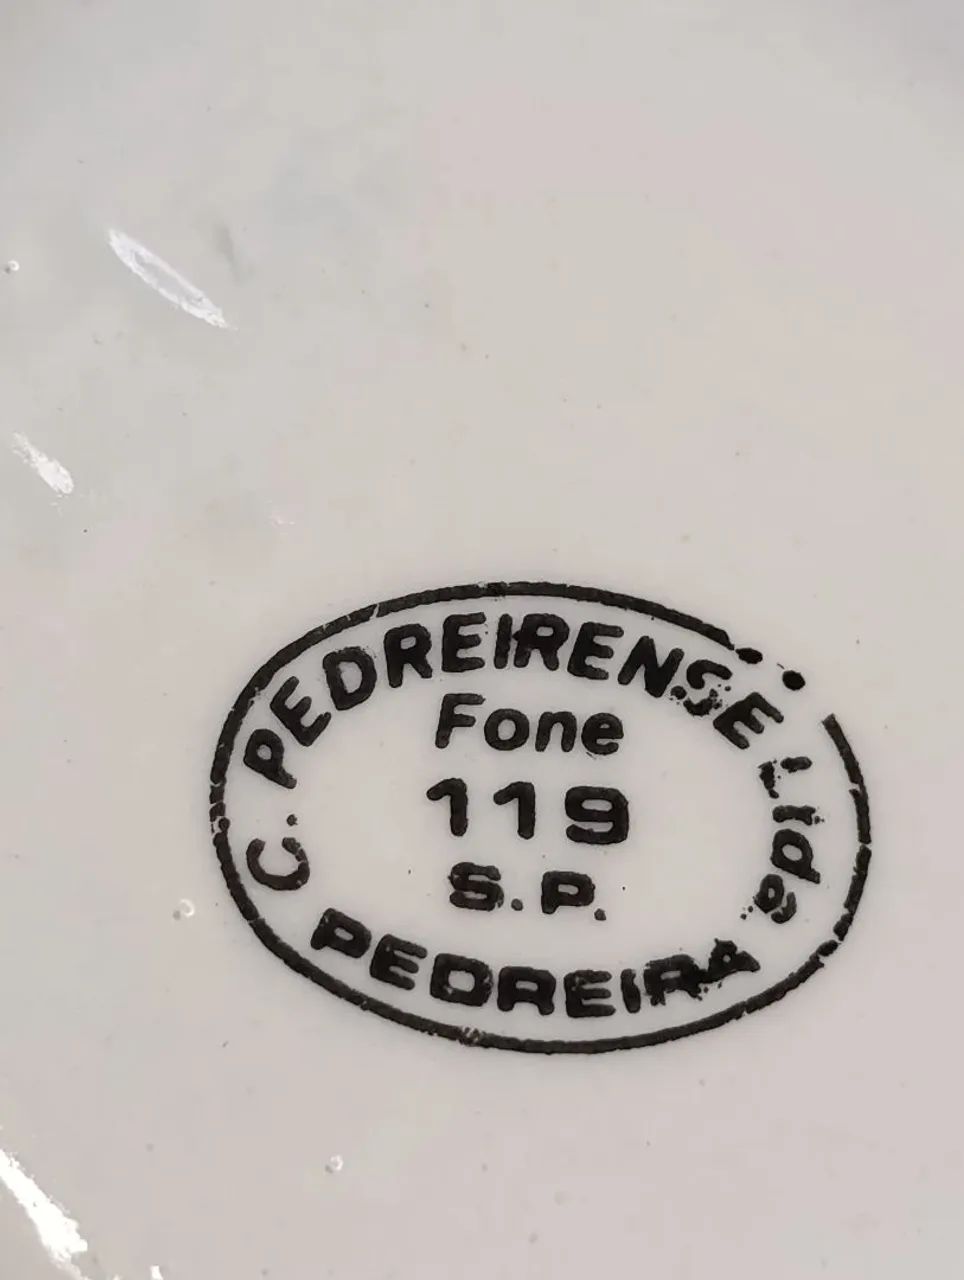 C. PEDREIRENSE Ltda
Fone
119
S.P.
PEDREIRA